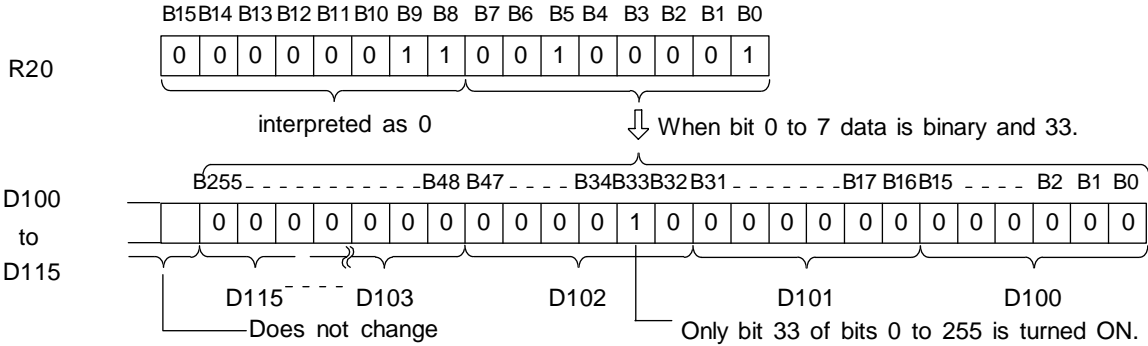 B15 B14 B13 B12 B11 B10 B9 B8 B7 B6 B5 B4 B3 B2 B1 B0
R20 0 0 0 0 0 0 1 1 0 0 1 0 0 0 0 1
interpreted as 0
When bit 0 to 7 data is binary and 33.
B255 B48 B47 B34 B33 B32 B31 B17 B16 B15 B2 B1 B0
D100
to
D115
0 0 0 0 0 0 0 0 0 0 0 1 0 0 0 0 0 0 0 0 0 0 0 0 0
D115 D103 D102 D101 D100
Does not change
Only bit 33 of bits 0 to 255 is turned ON.